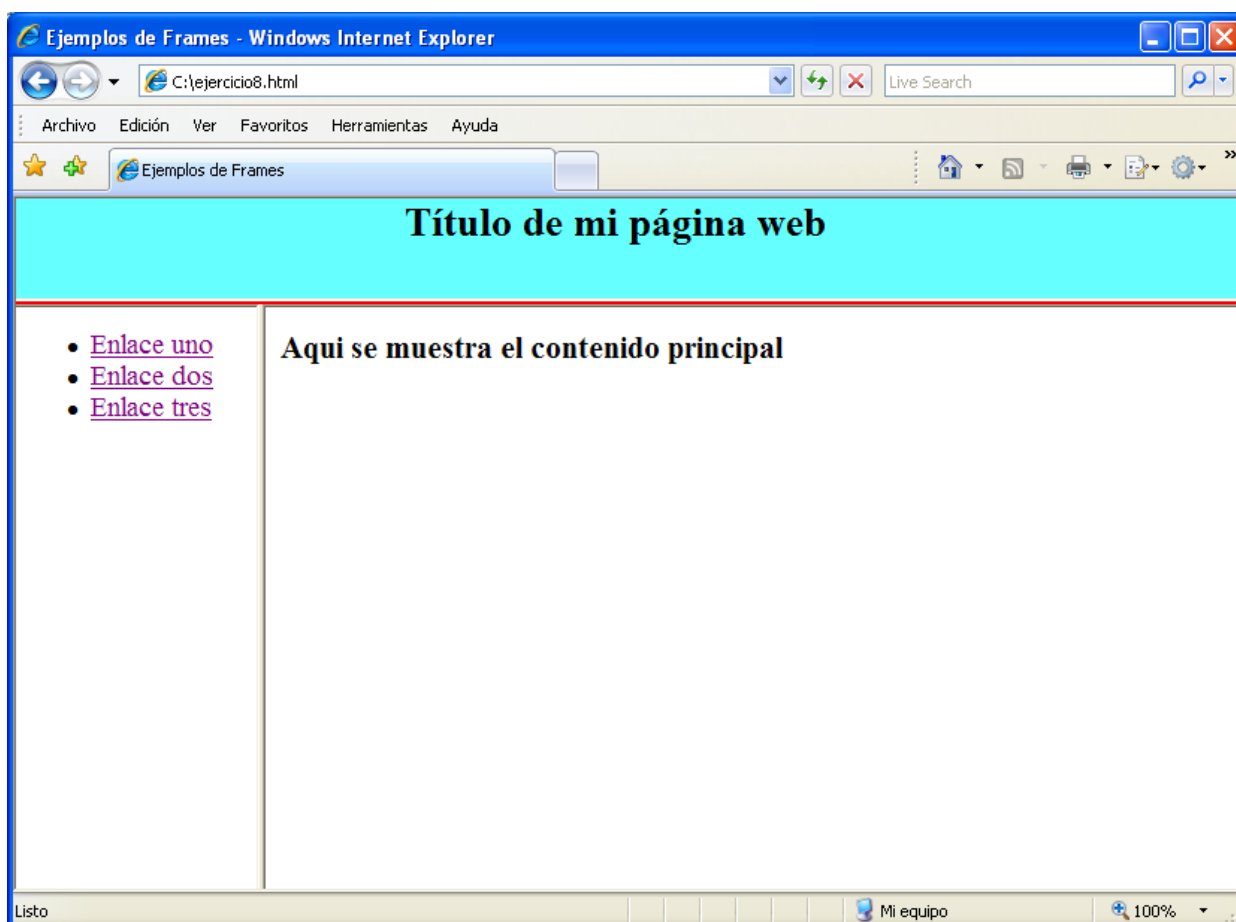 Ejemplos de Frames - Windows Internet Explorer
C:\ejercicio8.html
Live Search
Archivo Edición Ver Favoritos Herramientas Ayuda
Ejemplos de Frames
Título de mi página web
Enlace uno
Enlace dos
Enlace tres
Aqui se muestra el contenido principal
Listo
Mi equipo
100%